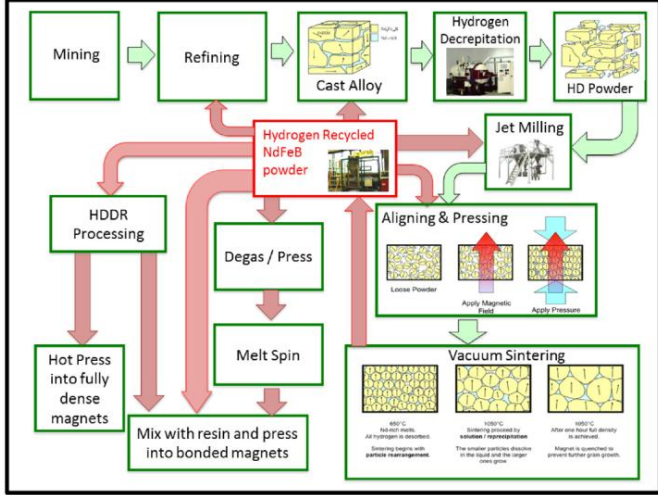 Mining
Refining
Cast Alloy
Hydrogen
Decrepitation
HD Powder
Hydrogen Recycled
NdFeB
powder
Jet Milling
HDDR
Processing
Degas / Press
Aligning & Pressing
Loose Powder
Apply Magnetic
Field
Apply Pressure
Hot Press
into fully
dense
magnets
Melt Spin
Mix with resin and press
into bonded magnets
Vacuum Sintering
Nd-rich melts.
All hydrogen is desorbed.
Sintering begins with
particle rearrangement.
1050°C
Sintering proceed by
solution / reprecipitation
The smaller particles dissolve
in the liquid and the larger
ones grow.
After one hour full density
is achieved.
Magnet is quenched to
prevent further grain growth.